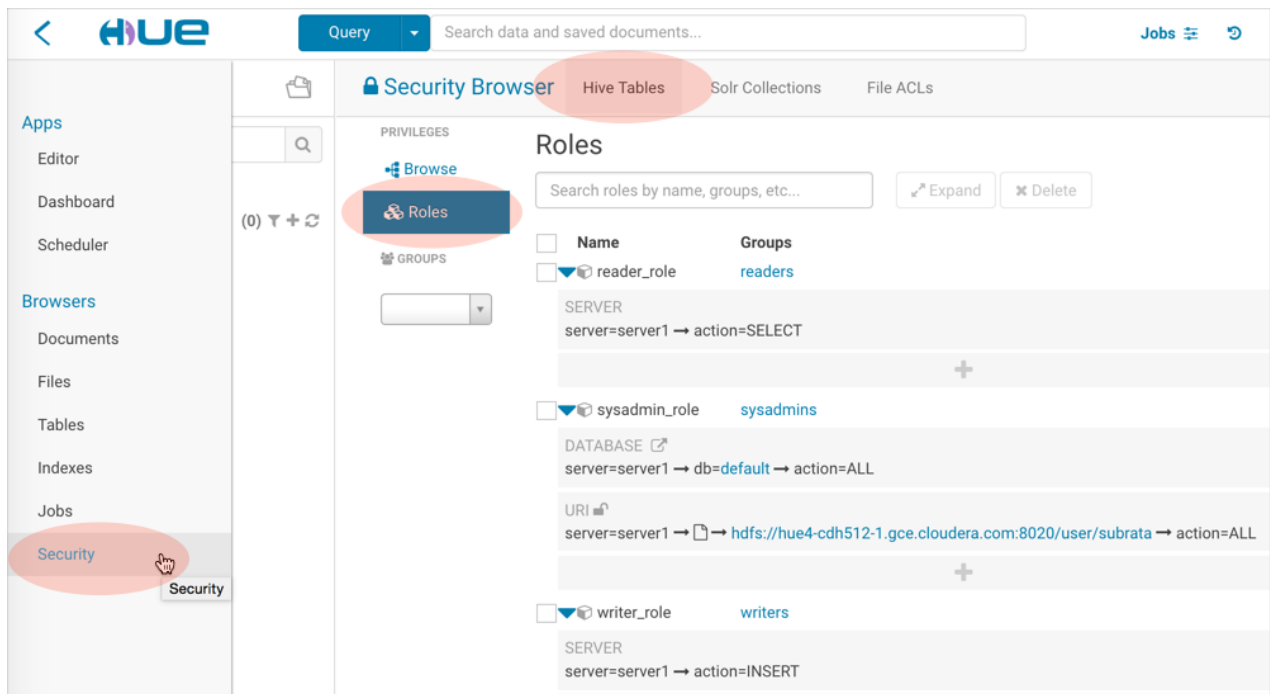 HUE
Query
Search data and saved documents...
Jobs
Apps
Editor
Dashboard
Scheduler
Browsers
Documents
Files
Tables
Indexes
Jobs
Security
Security
(0)
Security Browser
Hive Tables
Solr Collections
File ACLs
PRIVILEGES
Browse
Roles
GROUPS
Roles
Search roles by name, groups, etc...
Expand
Delete
Name Groups
reader_role readers
SERVER
server=server1 → action=SELECT
sysadmin_role sysadmins
DATABASE
server=server1 → db=default → action=ALL
URI
server=server1 → → hdfs://hue4-cdh512-1.gce.cloudera.com:8020/user/subrata → action=ALL
writer_role writers
SERVER
server=server1 → action=INSERT